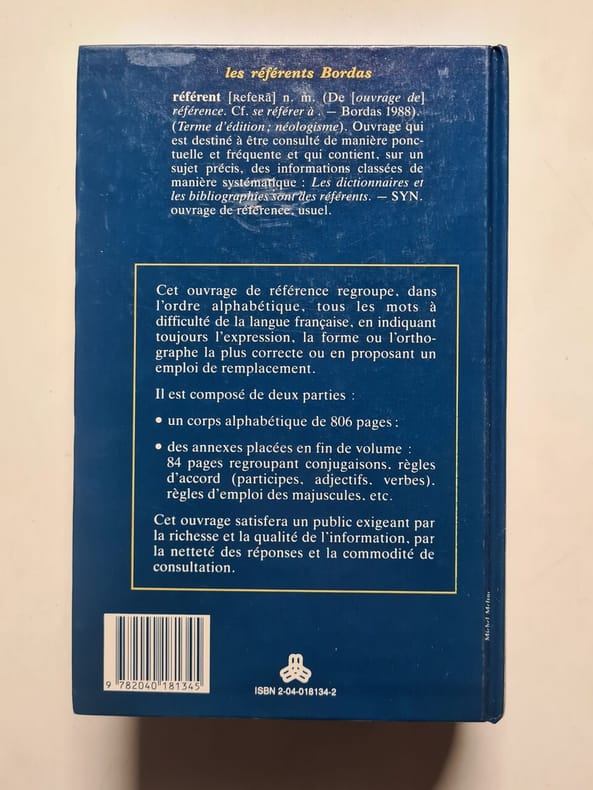 les référents Bordas
référent [ʀefeʀɑ̃] n. m. (De [ouvrage de]
référence. Cf. se référer à . — Bordas 1988).
(Terme d'édition ; néologisme). Ouvrage qui
est destiné à être consulté de manière ponc-
tuelle et fréquente et qui contient, sur un
sujet précis, des informations classées de
manière systématique : Les dictionnaires et
les bibliographies sont des référents. — SYN.
ouvrage de référence, usuel.
Cet ouvrage de référence regroupe, dans
l'ordre alphabétique, tous les mots à
difficulté de la langue française, en indiquant
toujours l'expression, la forme ou l'ortho-
graphe la plus correcte ou en proposant un
emploi de remplacement.
Il est composé de deux parties :
• un corps alphabétique de 806 pages ;
• des annexes placées en fin de volume :
84 pages regroupant conjugaisons, règles
d'accord (participes, adjectifs, verbes),
règles d'emploi des majuscules, etc.
Cet ouvrage satisfera un public exigeant par
la richesse et la qualité de l'information, par
la netteté des réponses et la commodité de
consultation.
9 782040 181345
ISBN 2-04-018134-2
Michel